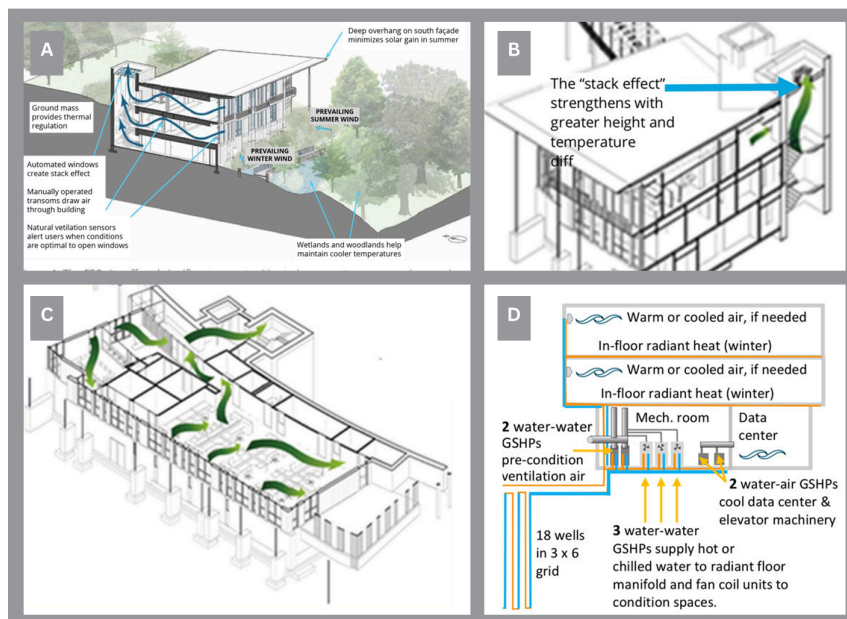 A
Deep overhang on south façade
minimizes solar gain in summer
Ground mass
provides thermal
regulation
PREVAILING
SUMMER WIND
PREVAILING
WINTER WIND
Automated windows
create stack effect
Manually operated
transoms draw air
through building
Natural vetilation sensors
alert users when conditions
are optimal to open windows
Wetlands and woodlands help
maintain cooler temperatures
B
The “stack effect”
strengthens with
greater height and
temperature
diff
C
D
Warm or cooled air, if needed
In-floor radiant heat (winter)
Warm or cooled air, if needed
In-floor radiant heat (winter)
Mech. room
Data
center
2 water-water
GSHPs
pre-condition
ventilation air
2 water-air GSHPs
cool data center &
elevator machinery
18 wells
in 3 x 6
grid
3 water-water
GSHPs supply hot or
chilled water to radiant floor
manifold and fan coil units to
condition spaces.